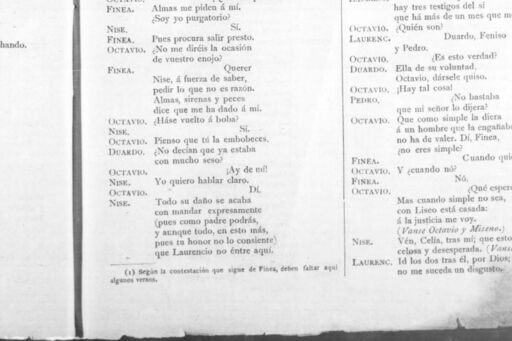 hando.
FINEA. Almas me piden á mí.
¿Soy yo purgatorio?
NISE. Sí.
FINEA. Pues procura salir presto.
OCTAVIO. ¿No me diréis la ocasión
de vuestro enojo?
FINEA. Querer
Nise, á fuerza de saber,
pedir lo que no es razón.
Almas, sirenas y peces
dice que me ha dado á mí.
OCTAVIO. ¿Háse vuelto á boba?
NISE. Sí.
OCTAVIO. Pienso que tú la embobeces.
DUARDO. ¿No decían que ya estaba
con mucho seso?
OCTAVIO. ¡Ay de mí!
NISE. Yo quiero hablar claro.
OCTAVIO. Dí.
NISE. Todo su daño se acaba
con mandar expresamente
(pues como padre podrás,
y aunque todo, en esto más,
pues tu honor no lo consiente)
que Laurencio no éntre aquí.
(1) Según la contestación que sigue de Finea, deben faltar aquí
algunos versos.
hay tres testigos del sí
que há más de un mes que me
OCTAVIO. ¿Quién son?
LAURENC. Duardo, Feniso
y Pedro.
OCTAVIO. ¿Es esto verdad?
DUARDO. Ella de su voluntad,
Octavio, dársele quiso.
OCTAVIO. ¡Hay tal cosa!
PEDRO. ¿No bastaba
que mi señor lo dijera?
OCTAVIO. Que como simple la diera
á un hombre que la engañaba
no ha de valer. Dí, Finea,
¿no eres simple?
FINEA. Cuando qui
OCTAVIO. Y ¿cuando nó?
FINEA. Nó.
OCTAVIO. ¿Qué esper
Mas cuando simple no sea,
con Liseo está casada:
á la justicia me voy.
(Vanse Octavio y Miseno.)
NISE. Vén, Celia, tras mí; que esto
celosa y desesperada. (Vans
LAURENC. Id los dos tras él, por Dios;
no me suceda un disgusto.